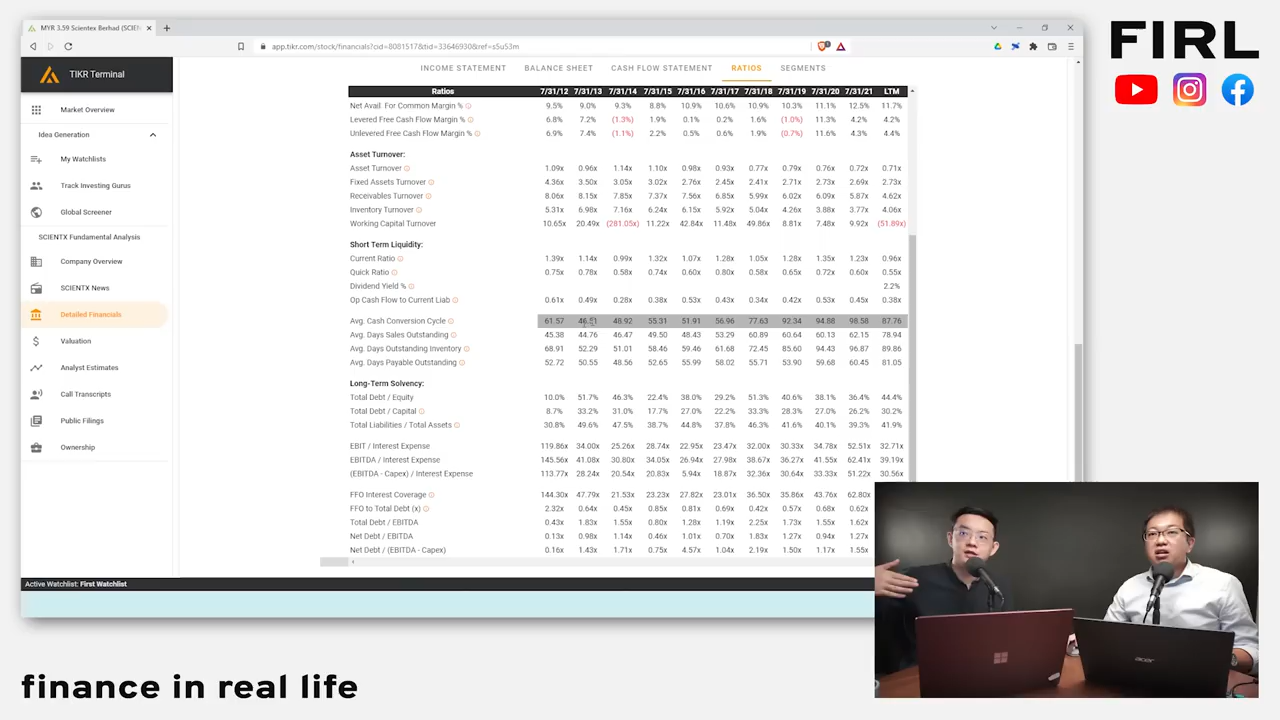 MYR 3.59 Scientex Berhad (SCIEN
app.tikr.com/stock/financials?cid=8081517&tid=33646930&ref=s5u53m
FIRL
TIKR Terminal
Market Overview
Idea Generation
My Watchlists
Track Investing Gurus
Global Screener
SCIENTX Fundamental Analysis
Company Overview
SCIENTX News
Detailed Financials
Valuation
Analyst Estimates
Call Transcripts
Public Filings
Ownership
INCOME STATEMENT BALANCE SHEET CASH FLOW STATEMENT RATIOS SEGMENTS
Ratios 7/31/12 7/31/13 7/31/14 7/31/15 7/31/16 7/31/17 7/31/18 7/31/19 7/31/20 7/31/21 LTM
Net Avail. For Common Margin % 9.5% 9.0% 9.3% 8.8% 10.9% 10.6% 10.9% 10.3% 11.1% 12.5% 11.7%
Levered Free Cash Flow Margin % 6.8% 7.2% (1.3%) 1.9% 0.1% 0.2% 1.6% (1.0%) 11.3% 4.2% 4.2%
Unlevered Free Cash Flow Margin % 6.9% 7.4% (1.1%) 2.2% 0.5% 0.6% 1.9% (0.7%) 11.6% 4.3% 4.4%
Asset Turnover:
Asset Turnover 1.09x 0.96x 1.14x 1.10x 0.98x 0.93x 0.77x 0.79x 0.76x 0.72x 0.71x
Fixed Assets Turnover 4.36x 3.50x 3.05x 3.02x 2.76x 2.45x 2.41x 2.71x 2.73x 2.69x 2.73x
Receivables Turnover 8.06x 8.15x 7.85x 7.37x 7.56x 6.85x 5.99x 6.02x 6.09x 5.87x 4.62x
Inventory Turnover 5.31x 6.98x 7.16x 6.24x 6.15x 5.92x 5.04x 4.26x 3.88x 3.77x 4.06x
Working Capital Turnover 10.65x 20.49x (281.05x) 11.22x 42.84x 11.48x 49.86x 8.81x 7.48x 9.92x (51.89x)
Short Term Liquidity:
Current Ratio 1.39x 1.14x 0.99x 1.32x 1.07x 1.28x 1.05x 1.28x 1.35x 1.23x 0.96x
Quick Ratio 0.75x 0.78x 0.58x 0.74x 0.60x 0.80x 0.58x 0.65x 0.72x 0.60x 0.55x
Dividend Yield % 2.2%
Op Cash Flow to Current Liab 0.61x 0.49x 0.28x 0.38x 0.53x 0.43x 0.34x 0.42x 0.53x 0.45x 0.38x
Avg. Cash Conversion Cycle 61.57 48.92 55.31 51.91 56.96 77.63 92.34 94.88 98.58 87.76
Avg. Days Sales Outstanding 45.38 44.76 46.47 49.50 48.43 53.29 60.89 60.64 60.13 62.15 78.94
Avg. Days Outstanding Inventory 68.91 52.29 51.01 58.46 59.46 61.68 72.45 85.60 94.43 96.87 89.86
Avg. Days Payable Outstanding 52.72 50.55 48.56 52.65 55.99 58.02 55.71 53.90 59.68 60.45 81.05
Long-Term Solvency:
Total Debt / Equity 10.0% 51.7% 46.3% 22.4% 38.0% 29.2% 51.3% 40.6% 38.1% 36.4% 44.4%
Total Debt / Capital 8.7% 33.2% 31.0% 17.7% 27.0% 22.2% 33.3% 28.3% 27.0% 26.2% 30.2%
Total Liabilities / Total Assets 30.8% 49.6% 47.5% 38.7% 44.8% 37.8% 46.3% 41.6% 40.1% 39.3% 41.9%
EBIT / Interest Expense 119.86x 34.00x 25.26x 28.74x 22.95x 23.47x 32.00x 30.33x 34.78x 51.51x 32.71x
EBITDA / Interest Expense 145.56x 41.08x 30.80x 34.05x 26.94x 27.98x 38.67x 36.27x 41.55x 62.41x 39.19x
(EBITDA - Capex) / Interest Expense 113.77x 28.24x 20.54x 20.83x 5.94x 18.87x 32.36x 30.64x 33.33x 51.22x 30.56x
FFO Interest Coverage 144.30x 47.79x 21.53x 23.23x 27.82x 23.01x 36.50x 35.86x 43.76x 62.80x
FFO to Total Debt (x) 2.32x 0.64x 0.45x 0.85x 0.81x 0.69x 0.42x 0.57x 0.68x 0.62x
Total Debt / EBITDA 0.43x 1.83x 1.55x 0.80x 1.28x 1.19x 2.25x 1.73x 1.55x 1.62x
Net Debt / EBITDA 0.13x 0.98x 1.14x 0.46x 1.01x 0.70x 1.83x 1.27x 0.94x 1.27x
Net Debt / (EBITDA - Capex) 0.16x 1.43x 1.71x 0.75x 4.57x 1.04x 2.19x 1.50x 1.17x 1.55x
Active Watchlist: First Watchlist
acer
finance in real life